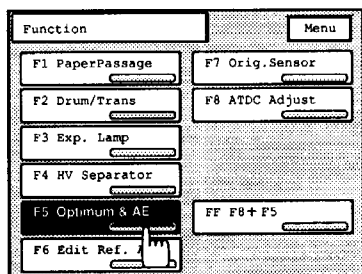 Function
Menu
F1 PaperPassage
F7 Orig.Sensor
F2 Drum/Trans
F8 ATDC Adjust
F3 Exp. Lamp
F4 HV Separator
F5 Optimum & AE
FF F8+F5
F6 Edit Ref.